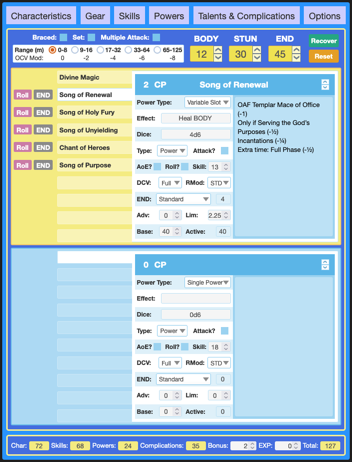 Characteristics Gear Skills Powers Talents & Complications Options
Braced: Set: Multiple Attack: BODY STUN END Recover
Range (m) 0-8 9-16 17-32 33-64 65-125 12 30 45
OCV Mod: 0 -2 -4 -6 -8 Reset
Divine Magic
Roll END Song of Renewal
Roll END Song of Holy Fury
Roll END Song of Unyielding
Roll END Chant of Heroes
Roll END Song of Purpose
2 CP Song of Renewal
Power Type: Variable Slot
Effect: Heal BODY
Dice: 4d6
Type: Power Attack?
AoE? Roll? Skill: 13
DCV: Full RMod: STD
END: Standard 4
Adv: 0 Lim: 2.25
Base: 40 Active: 40
OAF Templar Mace of Office
(-1)
Only if Serving the God's
Purposes (-½)
Incantations (-¼)
Extra time: Full Phase (-½)
0 CP
Power Type: Single Power
Effect:
Dice: 0d6
Type: Power Attack?
AoE? Roll? Skill: 18
DCV: Full RMod: STD
END: Standard 0
Adv: 0 Lim: 0
Base: 0 Active: 0
Char: 72 Skills: 68 Powers: 24 Complications: 35 Bonus: 2 EXP: 0 Total: 127